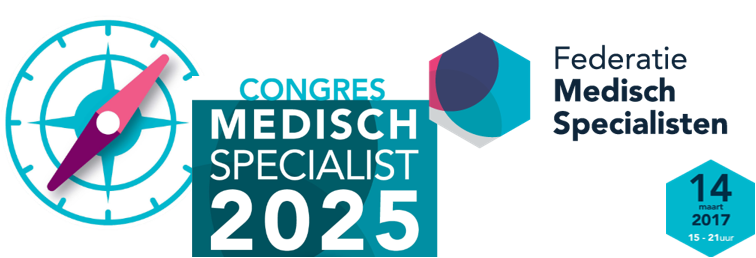 CONGRES
MEDISCH
SPECIALIST
2025
Federatie
Medisch
Specialisten
14
maart
2017
15 - 21uur